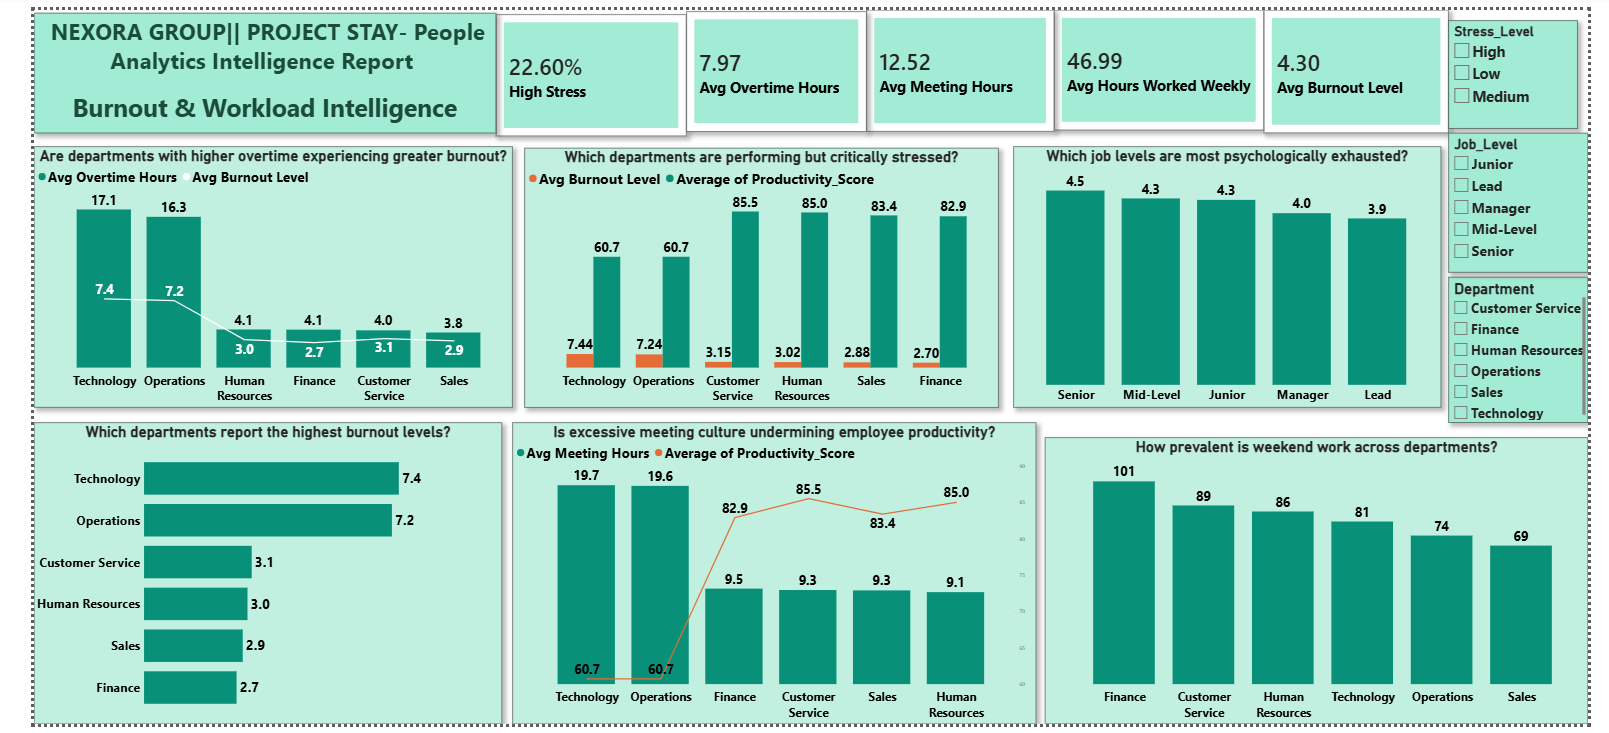 NEXORA GROUP|| PROJECT STAY- People
Analytics Intelligence Report
Burnout & Workload Intelligence
22.60%
High Stress
7.97
Avg Overtime Hours
12.52
Avg Meeting Hours
46.99
Avg Hours Worked Weekly
4.30
Avg Burnout Level
Stress_Level
High
Low
Medium
Job_Level
Junior
Lead
Manager
Mid-Level
Senior
Department
Customer Service
Finance
Human Resources
Operations
Sales
Technology
Are departments with higher overtime experiencing greater burnout?
Avg Overtime Hours Avg Burnout Level
17.1 16.3 4.1 4.1 4.0 3.8
7.4 7.2 3.0 2.7 3.1 2.9
Technology Operations Human Finance Customer Sales
Resources Service
Which departments are performing but critically stressed?
Avg Burnout Level Average of Productivity_Score
60.7 60.7 85.5 85.0 83.4 82.9
7.44 7.24 3.15 3.02 2.88 2.70
Technology Operations Customer Human Sales Finance
Service Resources
Which job levels are most psychologically exhausted?
4.5 4.3 4.3 4.0 3.9
Senior Mid-Level Junior Manager Lead
Which departments report the highest burnout levels?
Technology 7.4
Operations 7.2
Customer Service 3.1
Human Resources 3.0
Sales 2.9
Finance 2.7
Is excessive meeting culture undermining employee productivity?
Avg Meeting Hours Average of Productivity_Score
19.7 19.6 9.5 9.3 9.3 9.1
60.7 60.7 82.9 85.5 83.4 85.0
90
85
80
75
70
65
60
Technology Operations Finance Customer Sales Human
Service Resources
How prevalent is weekend work across departments?
101 89 86 81 74 69
Finance Customer Human Technology Operations Sales
Service Resources